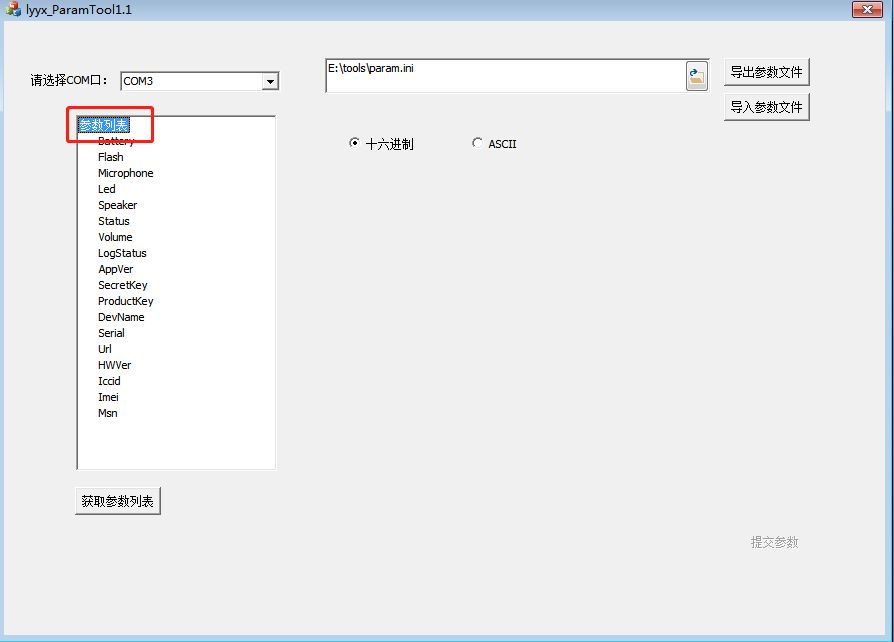 lyyx_ParamTool1.1
请选择COM口：
COM3
E:\tools\param.ini
导出参数文件
导入参数文件
十六进制
ASCII
参数列表
Battery
Flash
Microphone
Led
Speaker
Status
Volume
LogStatus
AppVer
SecretKey
ProductKey
DevName
Serial
Url
HWVer
Iccid
Imei
Msn
获取参数列表
提交参数